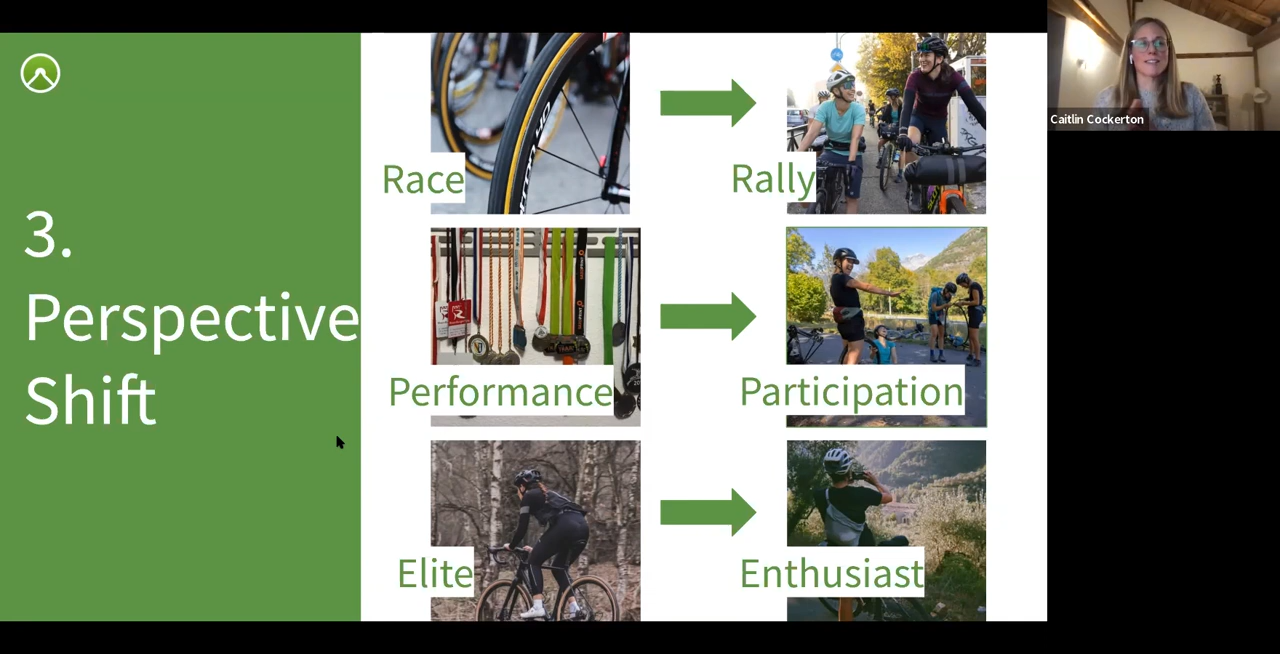 3.
Perspective
Shift
Race
Rally
Performance
Participation
Elite
Enthusiast
Caitlin Cockerton